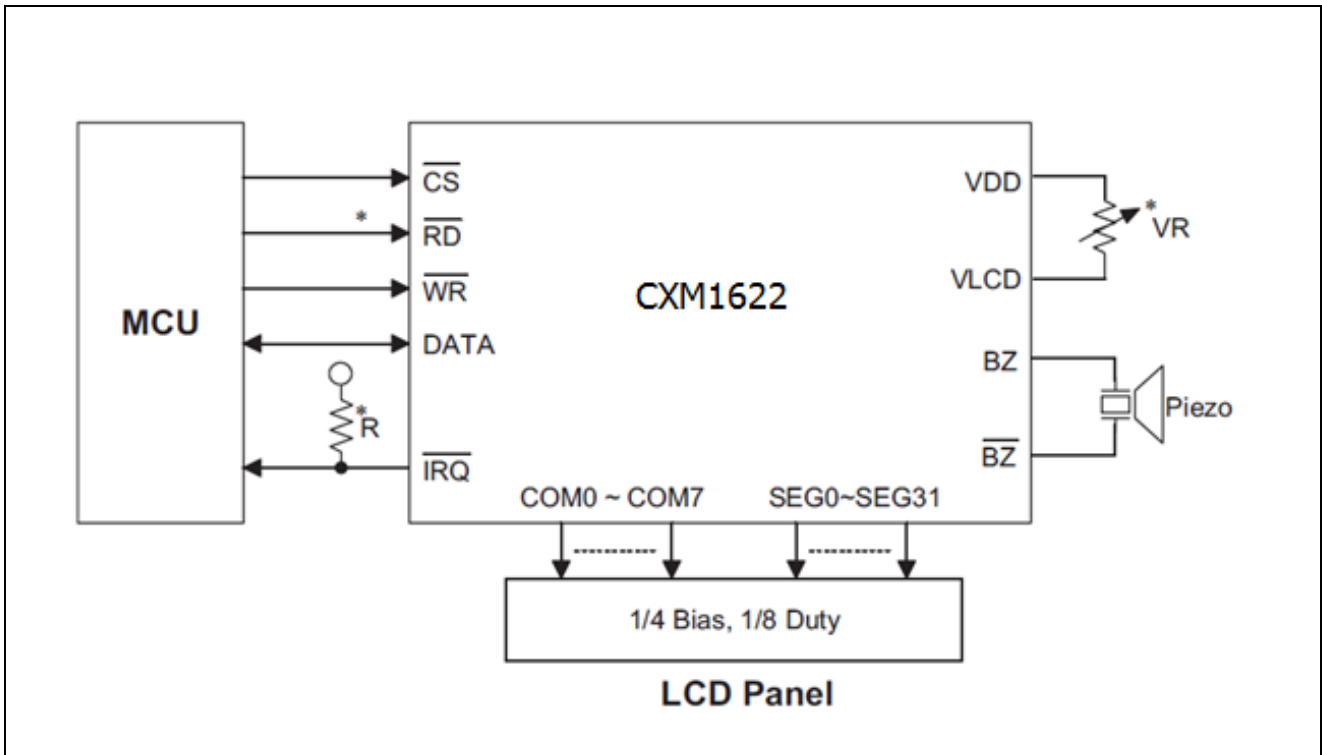 MCU
CS
* RD
WR
DATA
* R
IRQ
CXM1622
VDD
* VR
VLCD
BZ
Piezo
BZ
COM0 ~ COM7
SEG0~SEG31
1/4 Bias, 1/8 Duty
LCD Panel